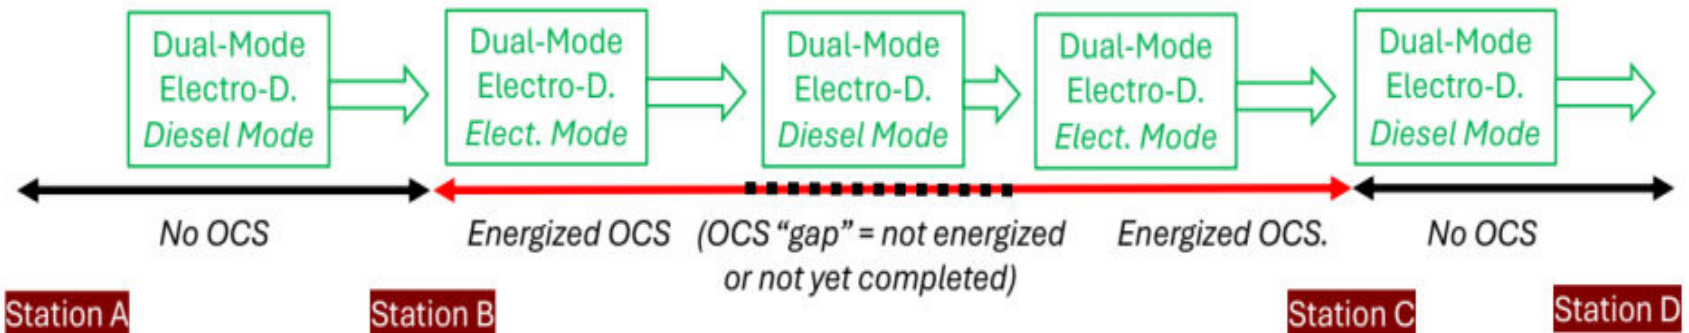 Dual-Mode
Electro-D.
Diesel Mode
Dual-Mode
Electro-D.
Elect. Mode
Dual-Mode
Electro-D.
Diesel Mode
Dual-Mode
Electro-D.
Elect. Mode
Dual-Mode
Electro-D.
Diesel Mode
No OCS
Energized OCS
(OCS “gap” = not energized
or not yet completed)
Energized OCS.
No OCS
Station A
Station B
Station C
Station D